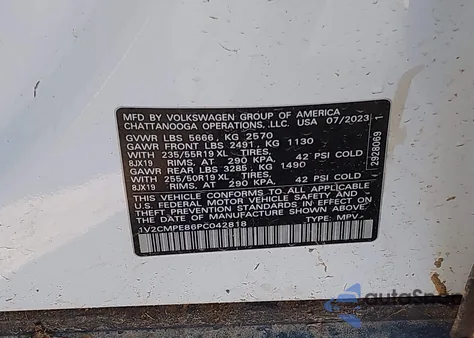 MFD BY VOLKSWAGEN GROUP OF AMERICA
CHATTANOOGA OPERATIONS, LLC. USA 07/2023
GVWR LBS 5666 , KG 2570
GAWR FRONT LBS 2491 , KG 1130
WITH 235/55R19 XL TIRES,
8JX19 RIMS, AT 290 KPA, 42 PSI COLD
GAWR REAR LBS 3285 , KG 1490
WITH 255/50R19 XL TIRES,
8JX19 RIMS, AT 290 KPA, 42 PSI COLD
THIS VEHICLE CONFORMS TO ALL APPLICABLE
U.S. FEDERAL MOTOR VEHICLE SAFETY
STANDARDS IN EFFECT ON THE
DATE OF MANUFACTURE SHOWN ABOVE.
1V2CMPE86PC042818 TYPE: MPV
2928069 1
autoSnap